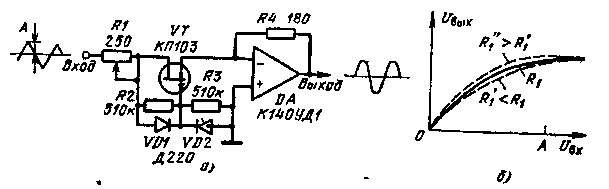 A
R1
250
Вход
VT
КП103
R4 180
R2
510к
R3
510к
VD1
VD2
Д220
−
+
DA
К140УД1
Выход
а)
Uвых
R₁″>R₁′
R₁
R₁′<R₁
0
A
Uвх
б)